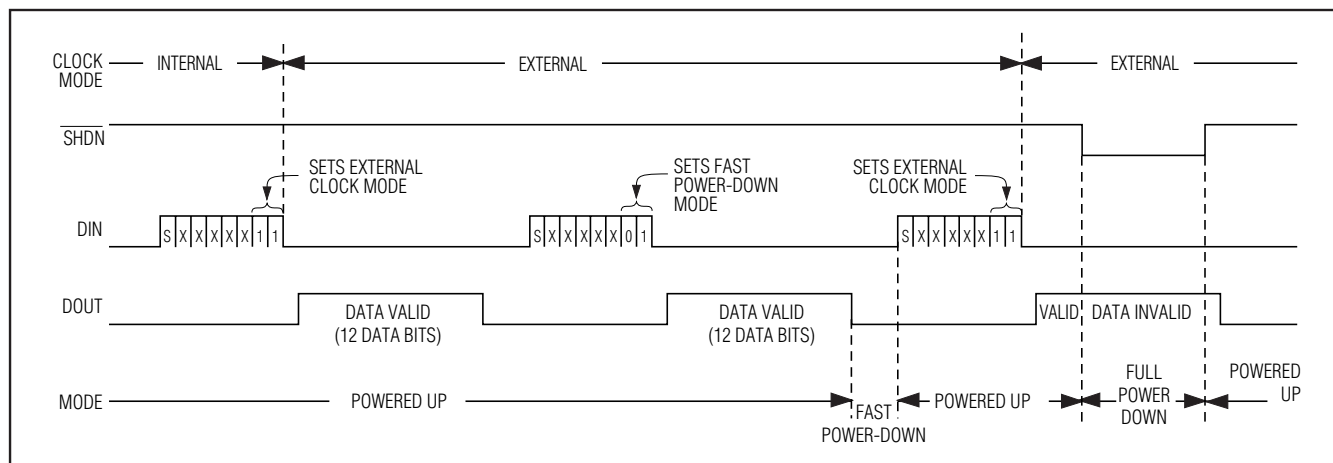 CLOCK
MODE
INTERNAL
EXTERNAL
EXTERNAL
SHDN
SETS EXTERNAL
CLOCK MODE
SETS FAST
POWER-DOWN
MODE
SETS EXTERNAL
CLOCK MODE
DIN
S X X X X X 1 1
S X X X X X 0 1
S X X X X X 1 1
DOUT
DATA VALID
(12 DATA BITS)
DATA VALID
(12 DATA BITS)
VALID
DATA INVALID
MODE
POWERED UP
FAST
POWER-DOWN
POWERED UP
FULL
POWER
DOWN
POWERED
UP